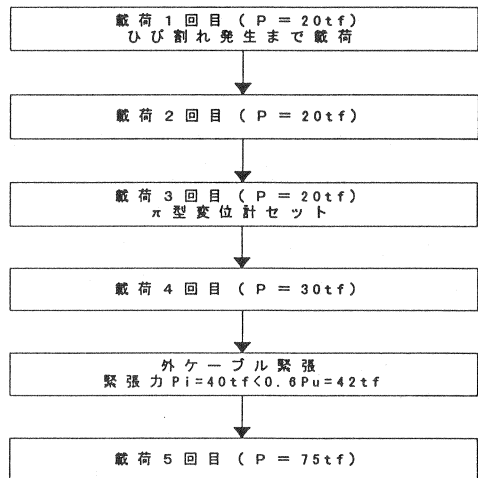 載荷1回目(P=20tf)
ひび割れ発生まで載荷
載荷2回目(P=20tf)
載荷3回目(P=20tf)
π型変位計セット
載荷4回目(P=30tf)
外ケーブル緊張
緊張力Pi=40tf<0.6Pu=42tf
載荷5回目(P=75tf)